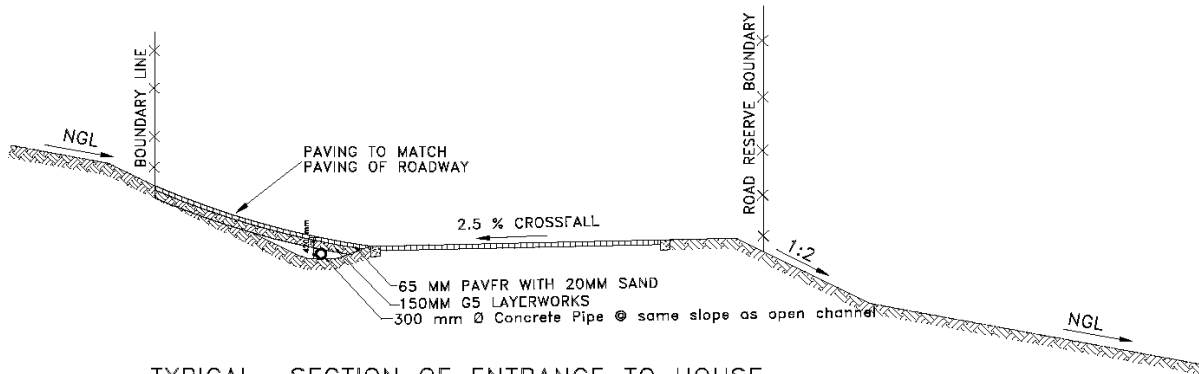 BOUNDARY LINE
ROAD RESERVE BOUNDARY
NGL
PAVING TO MATCH
PAVING OF ROADWAY
2.5 % CROSSFALL
1:2
65 MM PAVER WITH 20MM SAND
150MM G5 LAYERWORKS
300 mm Ø Concrete Pipe @ same slope as open channel
NGL
TYPICAL SECTION OF ENTRANCE TO HOUSE